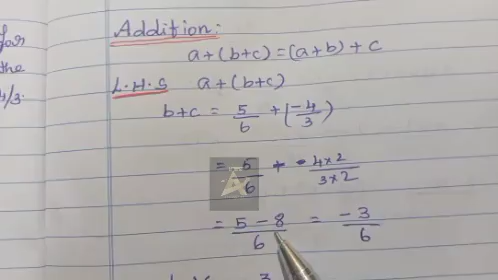 Addition:
for
a+(b+c)=(a+b)+c
the
L.H.S a+(b+c)
4/3.
b+c = 5/6 + (-4/3)
= 5/6 - 4×2/3×2
= 5-8/6 = -3/6